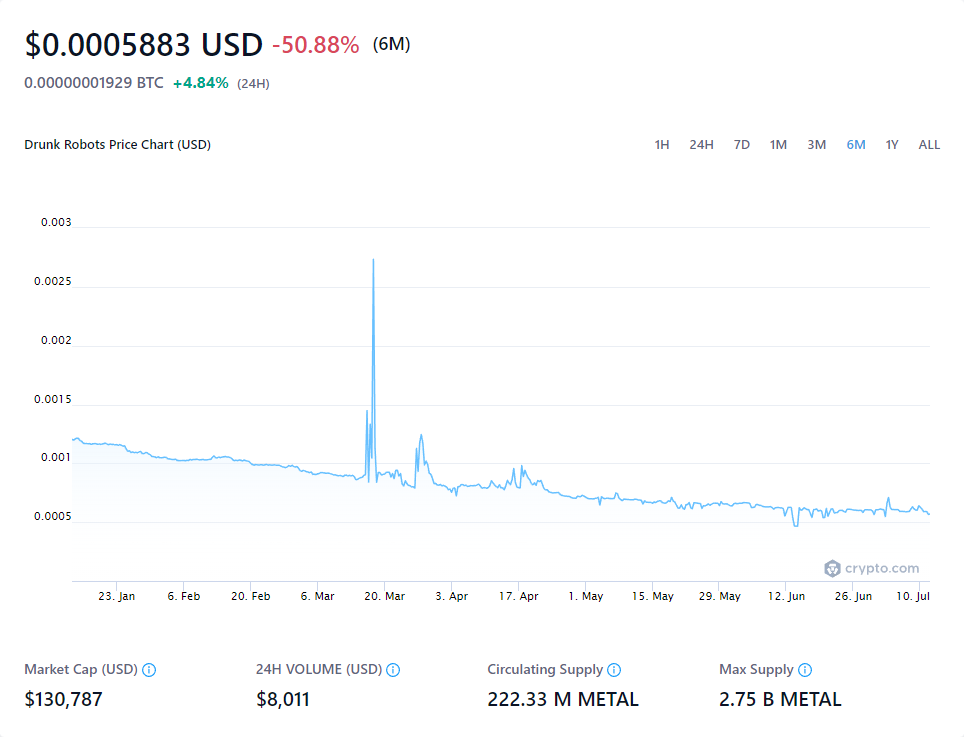 $0.0005883 USD -50.88% (6M)
0.00000001929 BTC +4.84% (24H)
Drunk Robots Price Chart (USD)
1H 24H 7D 1M 3M 6M 1Y ALL
0.003
0.0025
0.002
0.0015
0.001
0.0005
crypto.com
23. Jan 6. Feb 20. Feb 6. Mar 20. Mar 3. Apr 17. Apr 1. May 15. May 29. May 12. Jun 26. Jun 10. Jul
Market Cap (USD) 24H VOLUME (USD) Circulating Supply Max Supply
$130,787 $8,011 222.33 M METAL 2.75 B METAL